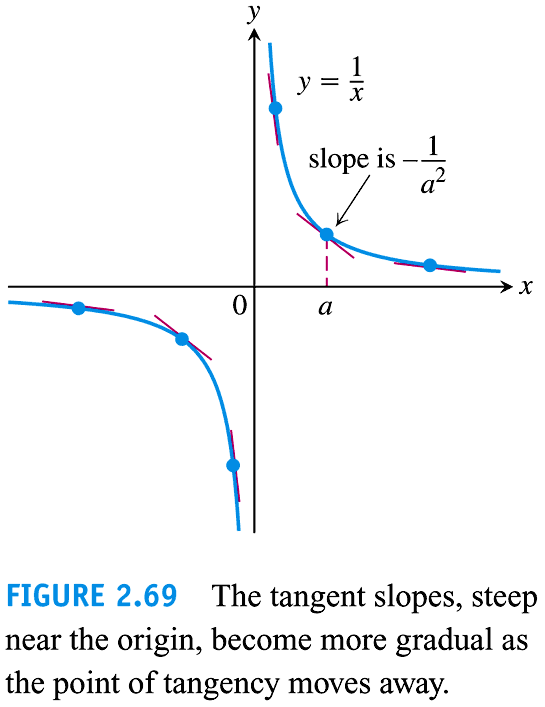 y
y = 1/x
slope is –1/a²
x
0
a
FIGURE 2.69 The tangent slopes, steep
near the origin, become more gradual as
the point of tangency moves away.